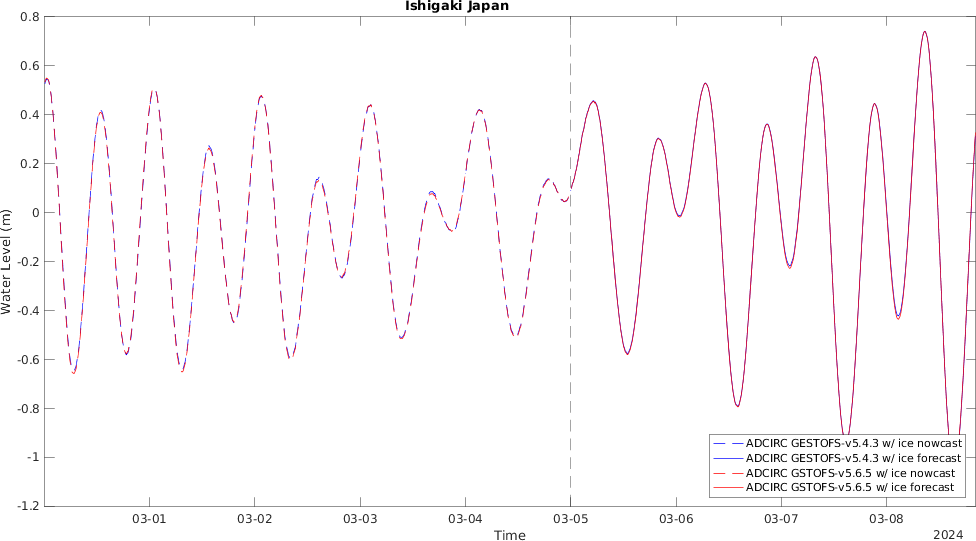 Ishigaki Japan
0.8
0.6
0.4
0.2
0
-0.2
-0.4
-0.6
-0.8
-1
-1.2
Water Level (m)
ADCIRC GESTOFS-v5.4.3 w/ ice nowcast
ADCIRC GESTOFS-v5.4.3 w/ ice forecast
ADCIRC GSTOFS-v5.6.5 w/ ice nowcast
ADCIRC GSTOFS-v5.6.5 w/ ice forecast
03-01 03-02 03-03 03-04 03-05 03-06 03-07 03-08
Time
2024